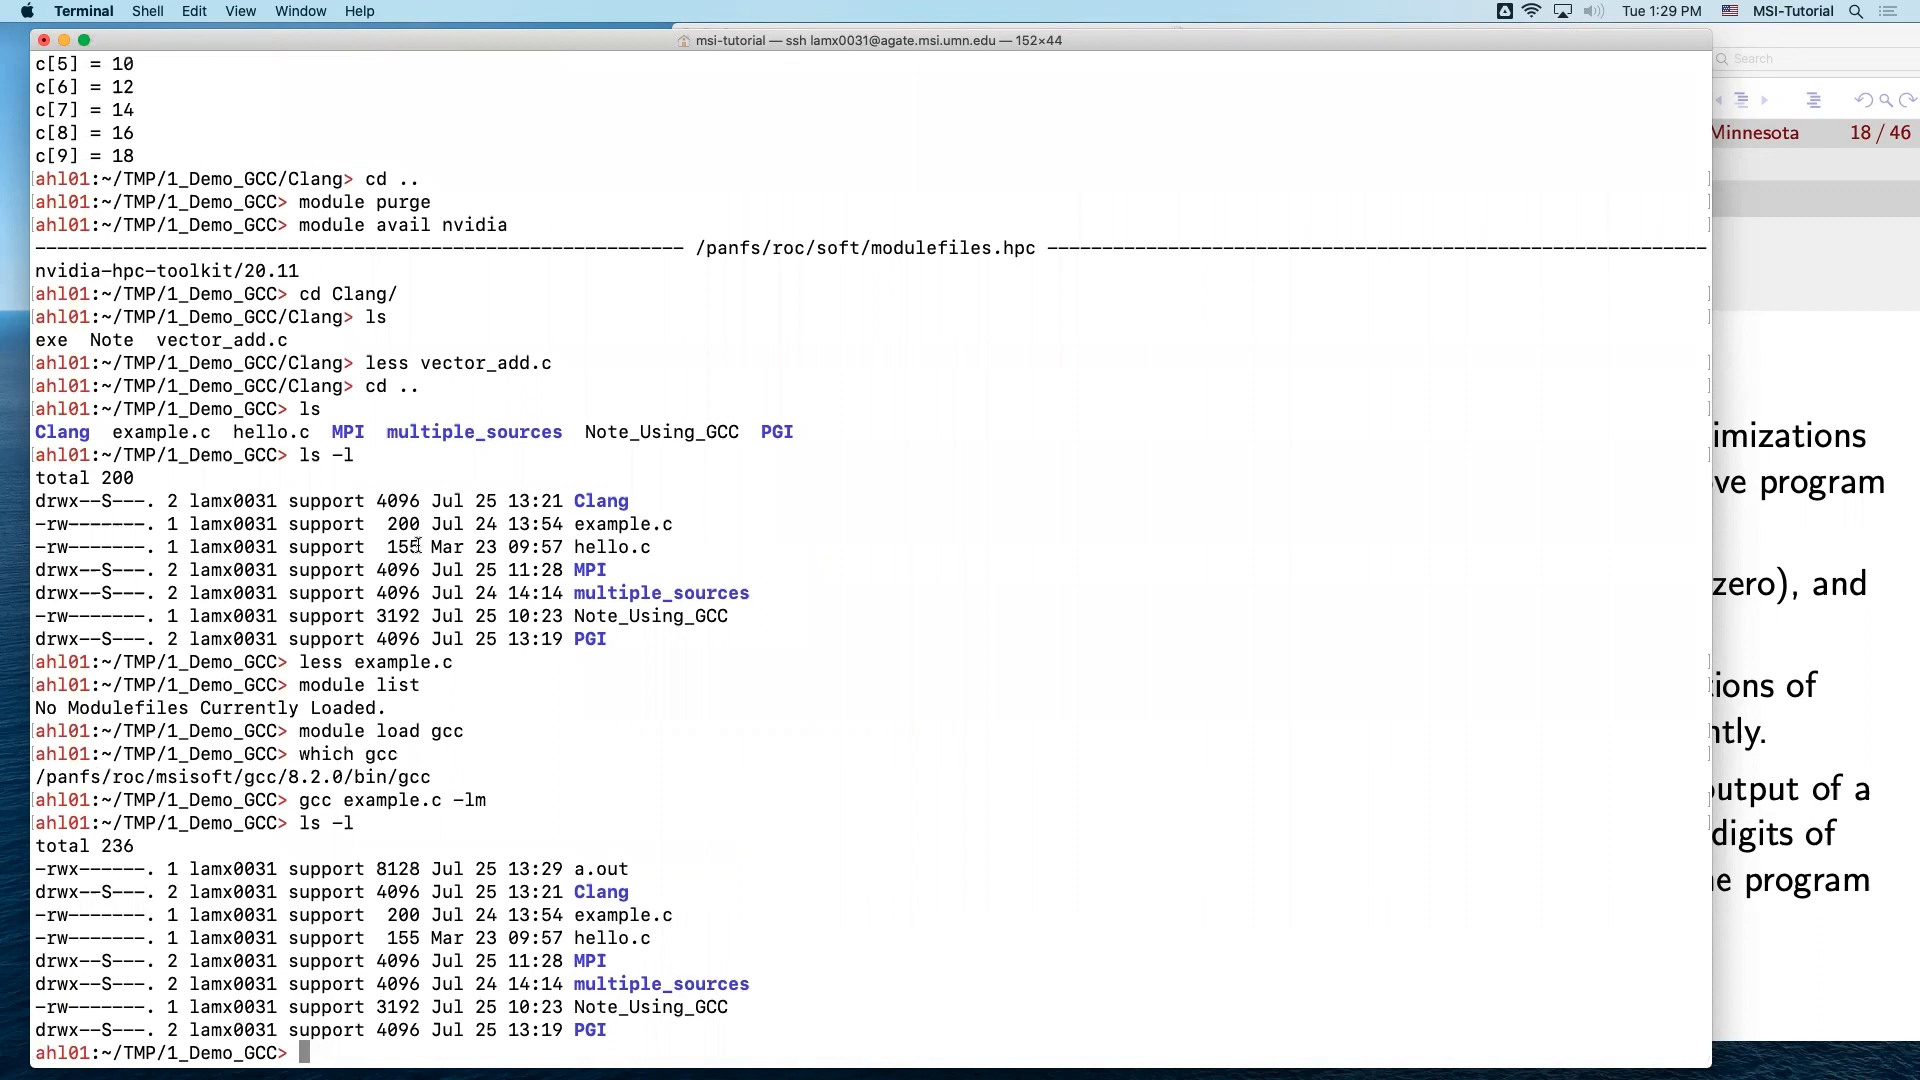 Terminal Shell Edit View Window Help Tue 1:29 PM MSI-Tutorial
msi-tutorial — ssh lamx0031@agate.msi.umn.edu — 152×44
c[5] = 10
c[6] = 12
c[7] = 14
c[8] = 16
c[9] = 18
[ahl01:~/TMP/1_Demo_GCC/Clang> cd ..
[ahl01:~/TMP/1_Demo_GCC> module purge
[ahl01:~/TMP/1_Demo_GCC> module avail nvidia
----------------------------------------------------------- /panfs/roc/soft/modulefiles.hpc ------------------------------------------------------------
nvidia-hpc-toolkit/20.11
[ahl01:~/TMP/1_Demo_GCC> cd Clang/
[ahl01:~/TMP/1_Demo_GCC/Clang> ls
exe  Note  vector_add.c
[ahl01:~/TMP/1_Demo_GCC/Clang> less vector_add.c
[ahl01:~/TMP/1_Demo_GCC/Clang> cd ..
[ahl01:~/TMP/1_Demo_GCC> ls
Clang  example.c  hello.c  MPI  multiple_sources  Note_Using_GCC  PGI
[ahl01:~/TMP/1_Demo_GCC> ls -l
total 200
drwx--S---. 2 lamx0031 support 4096 Jul 25 13:21 Clang
-rw-------. 1 lamx0031 support  200 Jul 24 13:54 example.c
-rw-------. 1 lamx0031 support  155 Mar 23 09:57 hello.c
drwx--S---. 2 lamx0031 support 4096 Jul 25 11:28 MPI
drwx--S---. 2 lamx0031 support 4096 Jul 24 14:14 multiple_sources
-rw-------. 1 lamx0031 support 3192 Jul 25 10:23 Note_Using_GCC
drwx--S---. 2 lamx0031 support 4096 Jul 25 13:19 PGI
[ahl01:~/TMP/1_Demo_GCC> less example.c
[ahl01:~/TMP/1_Demo_GCC> module list
No Modulefiles Currently Loaded.
[ahl01:~/TMP/1_Demo_GCC> module load gcc
[ahl01:~/TMP/1_Demo_GCC> which gcc
/panfs/roc/msisoft/gcc/8.2.0/bin/gcc
[ahl01:~/TMP/1_Demo_GCC> gcc example.c -lm
[ahl01:~/TMP/1_Demo_GCC> ls -l
total 236
-rwx------. 1 lamx0031 support 8128 Jul 25 13:29 a.out
drwx--S---. 2 lamx0031 support 4096 Jul 25 13:21 Clang
-rw-------. 1 lamx0031 support  200 Jul 24 13:54 example.c
-rw-------. 1 lamx0031 support  155 Mar 23 09:57 hello.c
drwx--S---. 2 lamx0031 support 4096 Jul 25 11:28 MPI
drwx--S---. 2 lamx0031 support 4096 Jul 24 14:14 multiple_sources
-rw-------. 1 lamx0031 support 3192 Jul 25 10:23 Note_Using_GCC
drwx--S---. 2 lamx0031 support 4096 Jul 25 13:19 PGI
ahl01:~/TMP/1_Demo_GCC>
Search
Minnesota 18 / 46
imizations
ve program
zero), and
ions of
ntly.
output of a
digits of
e program